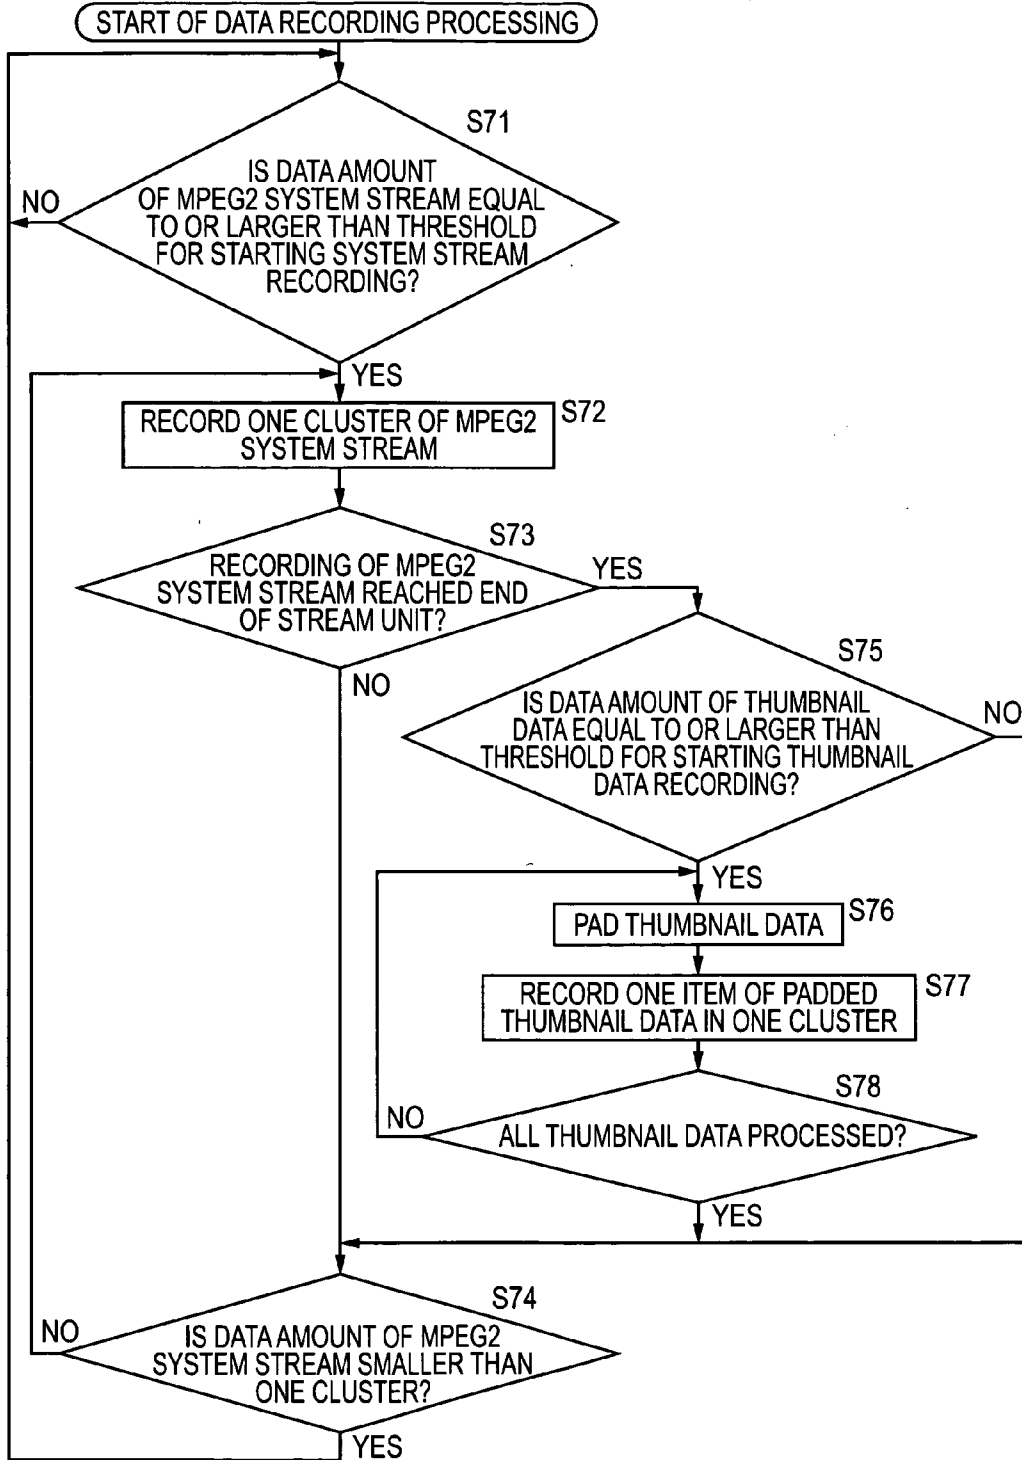 START OF DATA RECORDING PROCESSING
S71
IS DATA AMOUNT
OF MPEG2 SYSTEM STREAM EQUAL
TO OR LARGER THAN THRESHOLD
FOR STARTING SYSTEM STREAM
RECORDING?
NO
YES
RECORD ONE CLUSTER OF MPEG2
SYSTEM STREAM
S72
S73
RECORDING OF MPEG2
SYSTEM STREAM REACHED END
OF STREAM UNIT?
YES
NO
S75
IS DATA AMOUNT OF THUMBNAIL
DATA EQUAL TO OR LARGER THAN
THRESHOLD FOR STARTING THUMBNAIL
DATA RECORDING?
NO
YES
PAD THUMBNAIL DATA
S76
RECORD ONE ITEM OF PADDED
THUMBNAIL DATA IN ONE CLUSTER
S77
S78
ALL THUMBNAIL DATA PROCESSED?
NO
YES
S74
IS DATA AMOUNT OF MPEG2
SYSTEM STREAM SMALLER THAN
ONE CLUSTER?
NO
YES